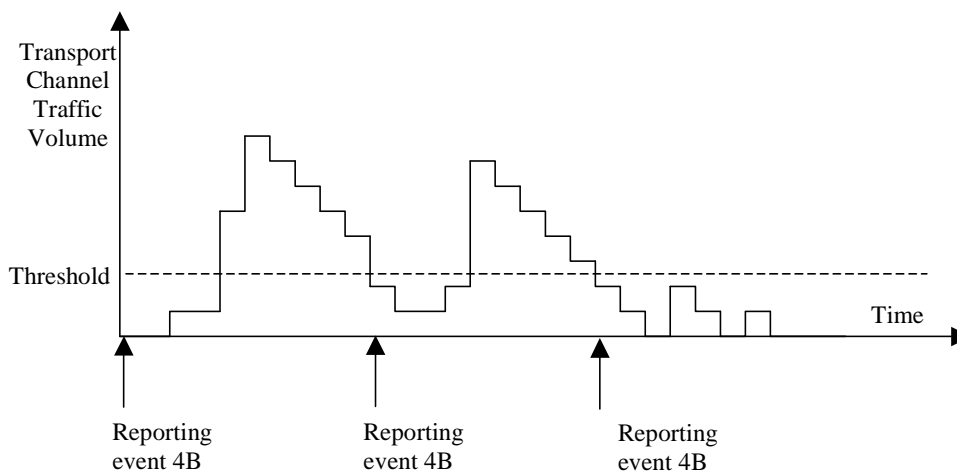 Transport
Channel
Traffic
Volume
Threshold
Time
Reporting
event 4B
Reporting
event 4B
Reporting
event 4B